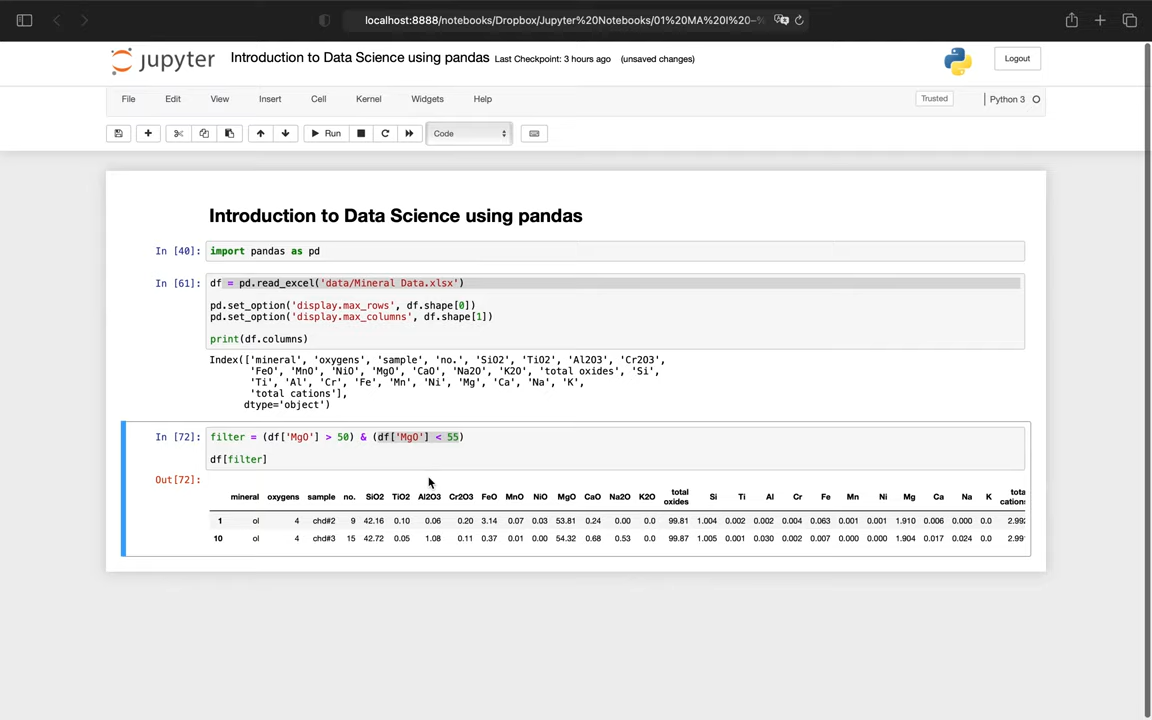 localhost:8888/notebooks/Dropbox/Jupyter%20Notebooks/01%20MA%20I%20-
jupyter Introduction to Data Science using pandas Last Checkpoint: 3 hours ago (unsaved changes) Logout
File Edit View Insert Cell Kernel Widgets Help Trusted Python 3
Run Code
Introduction to Data Science using pandas
In [40]: import pandas as pd
In [61]: df = pd.read_excel('data/Mineral Data.xlsx')
pd.set_option('display.max_rows', df.shape[0])
pd.set_option('display.max_columns', df.shape[1])
print(df.columns)
Index(['mineral', 'oxygens', 'sample', 'no.', 'SiO2', 'TiO2', 'Al2O3', 'Cr2O3',
'FeO', 'MnO', 'NiO', 'MgO', 'CaO', 'Na2O', 'K2O', 'total oxides', 'Si',
'Ti', 'Al', 'Cr', 'Fe', 'Mn', 'Ni', 'Mg', 'Ca', 'Na', 'K',
'total cations'],
dtype='object')
In [72]: filter = (df['MgO'] > 50) & (df['MgO'] < 55)
df[filter]
Out[72]:
mineral oxygens sample no. SiO2 TiO2 Al2O3 Cr2O3 FeO MnO NiO MgO CaO Na2O K2O total oxides Si Ti Al Cr Fe Mn Ni Mg Ca Na K total cations
1 ol 4 chd#2 9 42.16 0.10 0.06 0.20 3.14 0.07 0.03 53.81 0.24 0.00 0.0 99.81 1.004 0.002 0.002 0.004 0.063 0.001 0.001 1.910 0.006 0.000 0.0
10 ol 4 chd#3 15 42.72 0.05 1.08 0.11 0.37 0.01 0.00 54.32 0.68 0.53 0.0 99.87 1.005 0.001 0.030 0.002 0.007 0.000 0.000 1.904 0.017 0.024 0.0